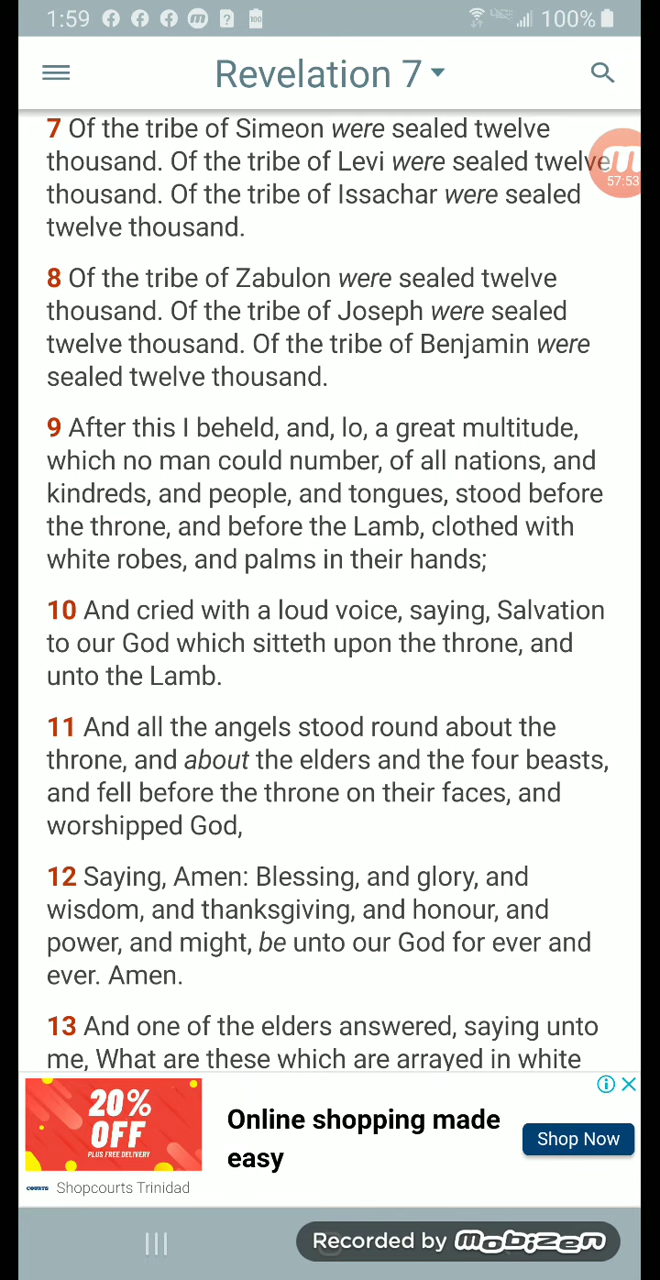 1:59 100%
Revelation 7
7 Of the tribe of Simeon were sealed twelve
thousand. Of the tribe of Levi were sealed twelve
57:53
thousand. Of the tribe of Issachar were sealed
twelve thousand.
8 Of the tribe of Zabulon were sealed twelve
thousand. Of the tribe of Joseph were sealed
twelve thousand. Of the tribe of Benjamin were
sealed twelve thousand.
9 After this I beheld, and, lo, a great multitude,
which no man could number, of all nations, and
kindreds, and people, and tongues, stood before
the throne, and before the Lamb, clothed with
white robes, and palms in their hands;
10 And cried with a loud voice, saying, Salvation
to our God which sitteth upon the throne, and
unto the Lamb.
11 And all the angels stood round about the
throne, and about the elders and the four beasts,
and fell before the throne on their faces, and
worshipped God,
12 Saying, Amen: Blessing, and glory, and
wisdom, and thanksgiving, and honour, and
power, and might, be unto our God for ever and
ever. Amen.
13 And one of the elders answered, saying unto
me, What are these which are arrayed in white
20%
OFF
PLUS FREE DELIVERY
Online shopping made
easy
Shop Now
COURTS Shopcourts Trinidad
Recorded by mobizen